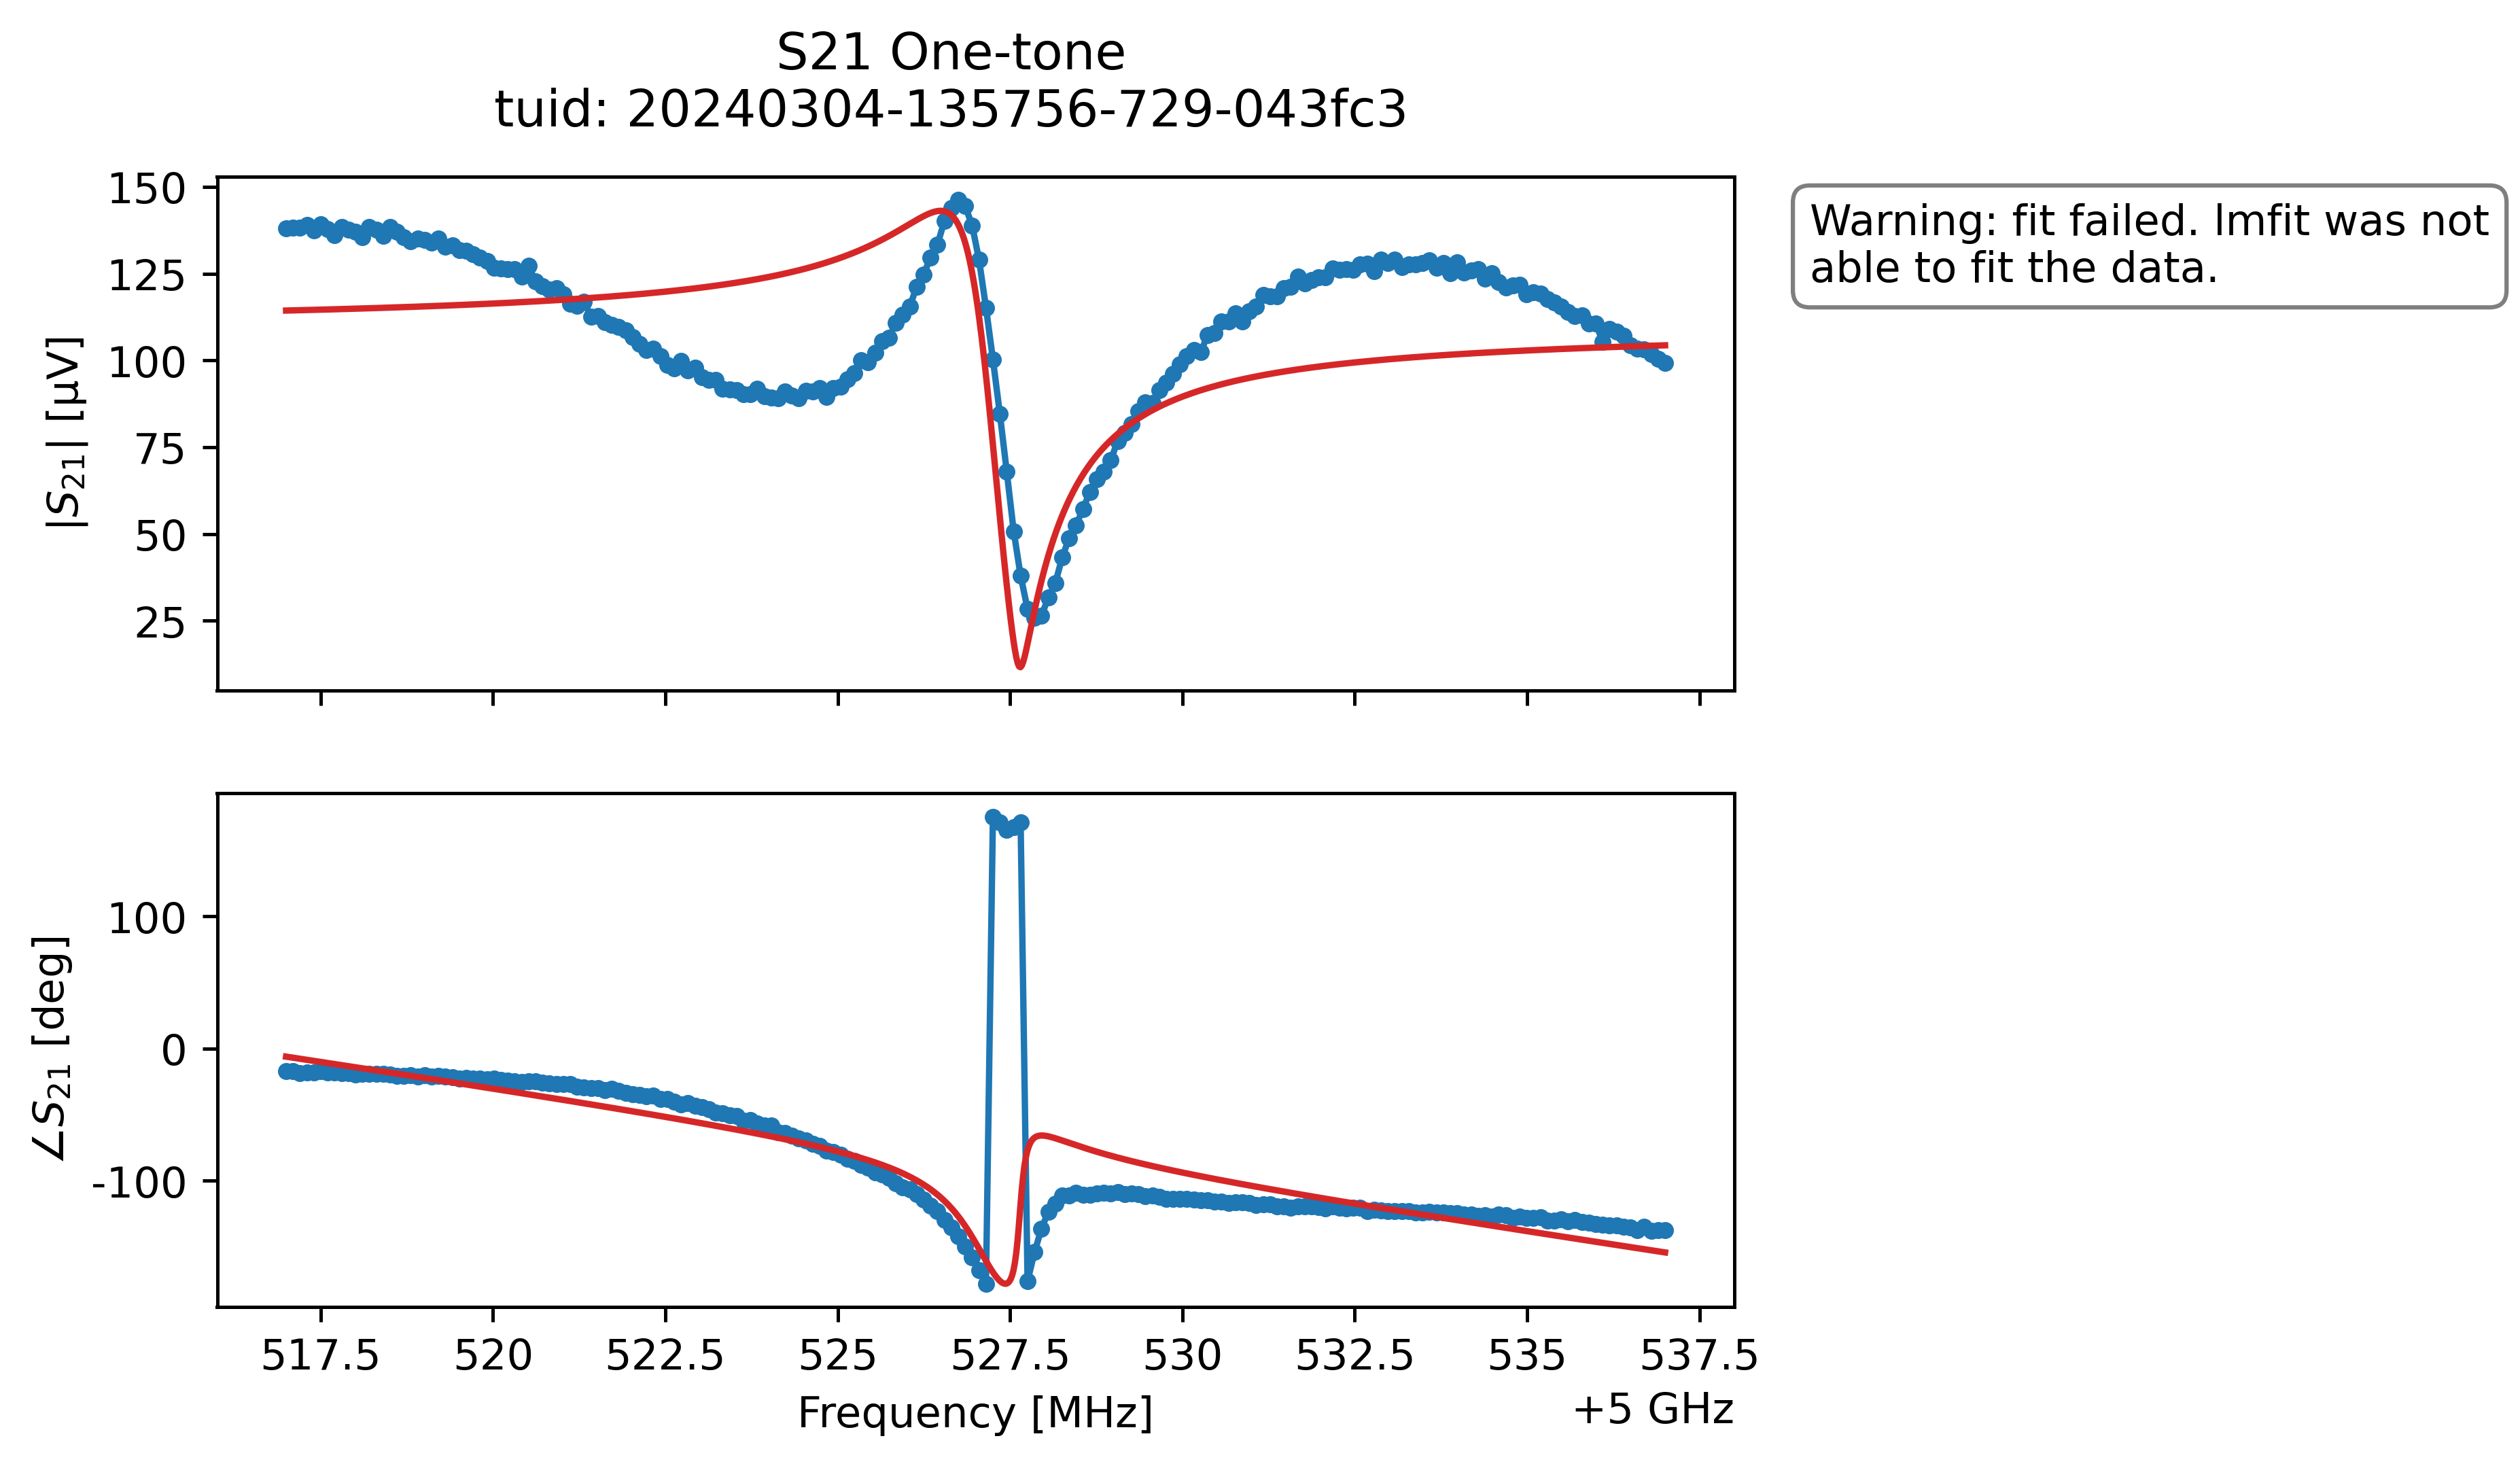 S21 One-tone
tuid: 20240304-135756-729-043fc3
150
125
100
75
50
25
|S₂₁| [µV]
Warning: fit failed. lmfit was not
able to fit the data.
100
0
-100
∠S₂₁ [deg]
517.5 520 522.5 525 527.5 530 532.5 535 537.5
Frequency [MHz]
+5 GHz